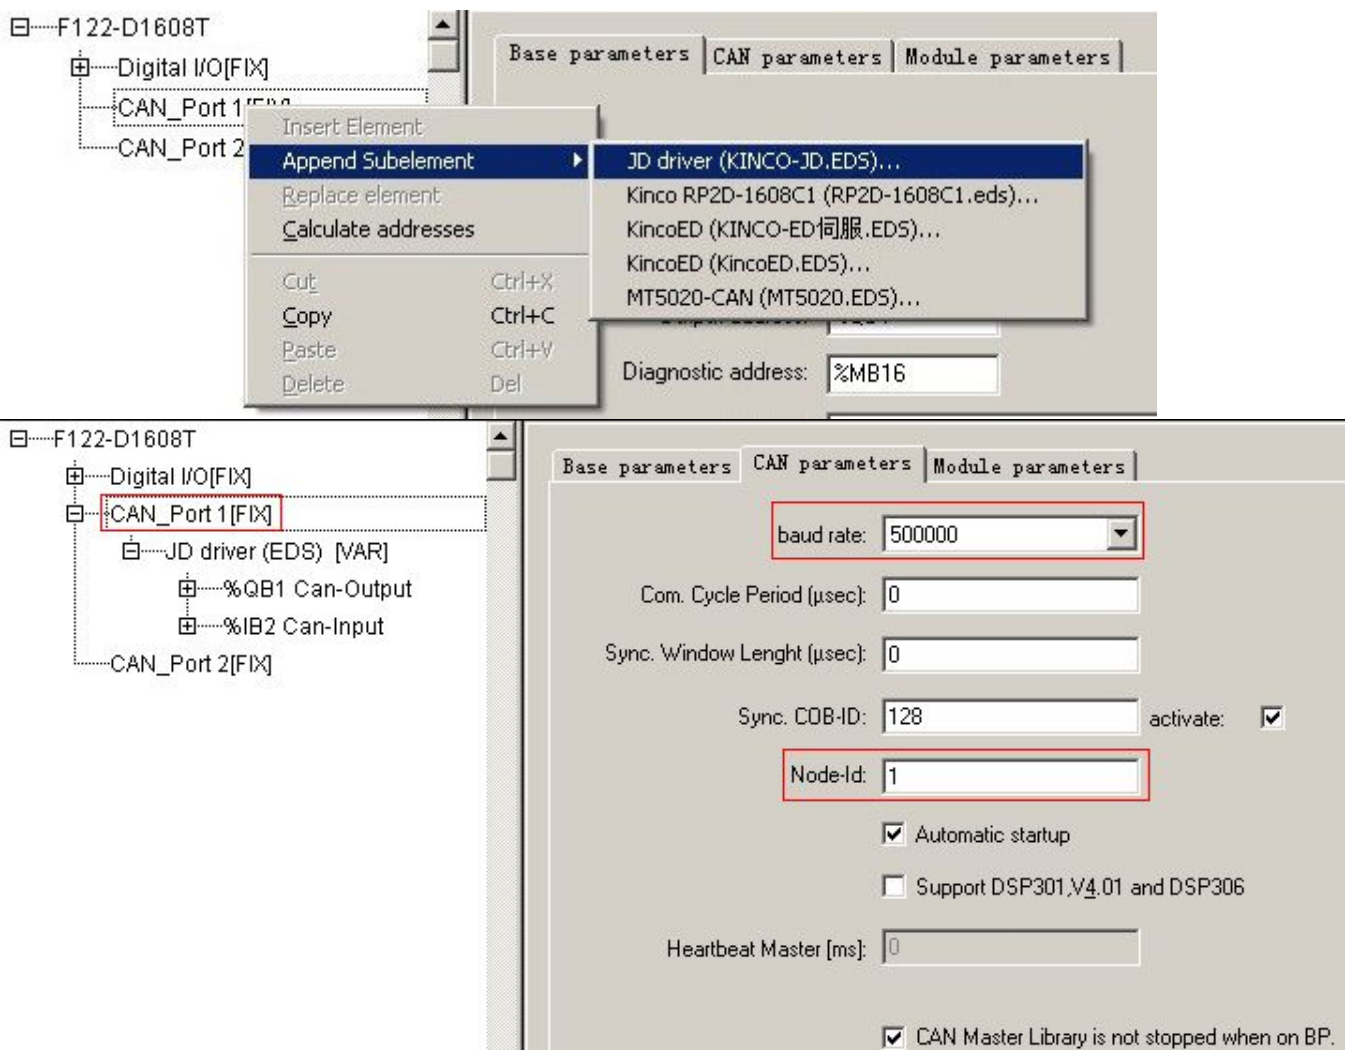 F122-D1608T
Digital I/O[FIX]
CAN_Port 1[FIX]
CAN_Port 2
Insert Element
Append Subelement
Replace element
Calculate addresses
Cut Ctrl+X
Copy Ctrl+C
Paste Ctrl+V
Delete Del
Base parameters CAN parameters Module parameters
JD driver (KINCO-JD.EDS)...
Kinco RP2D-1608C1 (RP2D-1608C1.eds)...
KincoED (KINCO-ED伺服.EDS)...
KincoED (KincoED.EDS)...
MT5020-CAN (MT5020.EDS)...
Diagnostic address: %MB16
F122-D1608T
Digital I/O[FIX]
CAN_Port 1[FIX]
JD driver (EDS) [VAR]
%QB1 Can-Output
%IB2 Can-Input
CAN_Port 2[FIX]
Base parameters CAN parameters Module parameters
baud rate: 500000
Com. Cycle Period (µsec): 0
Sync. Window Lenght (µsec): 0
Sync. COB-ID: 128 activate:
Node-Id: 1
Automatic startup
Support DSP301,V4.01 and DSP306
Heartbeat Master [ms]: 0
CAN Master Library is not stopped when on BP.